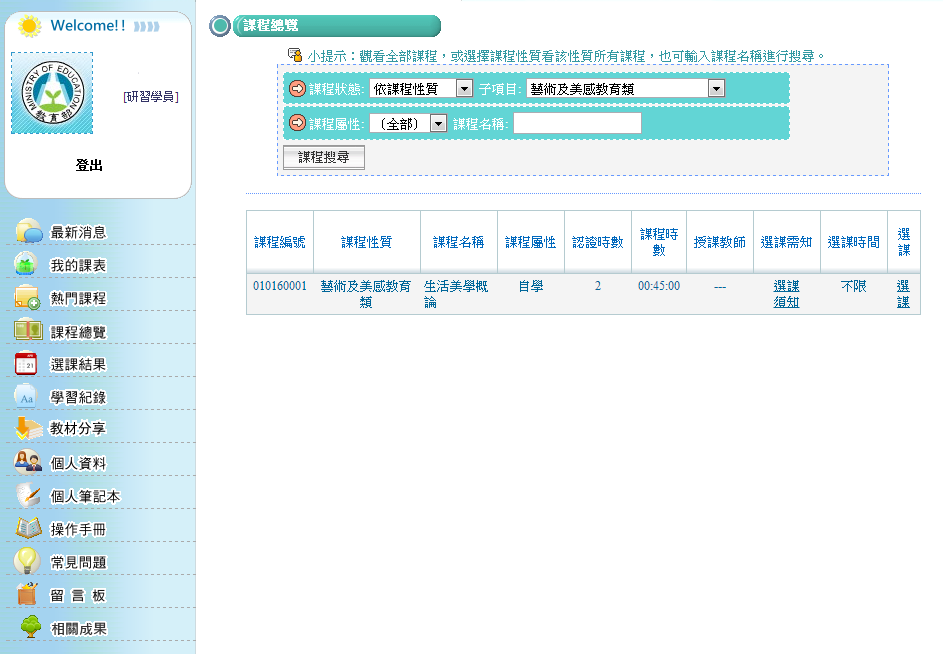 Welcome!!
MINISTRY OF EDUCATION
教育部
[研習學員]
登出
最新消息
我的課表
熱門課程
課程總覽
選課結果
學習紀錄
教材分享
個人資料
個人筆記本
操作手冊
常見問題
留 言 板
相關成果
課程總覽
小提示：觀看全部課程，或選擇課程性質看該性質所有課程，也可輸入課程名稱進行搜尋。
課程狀態: 依課程性質 子項目: 藝術及美感教育類
課程屬性: （全部） 課程名稱:
課程搜尋
課程編號 課程性質 課程名稱 課程屬性 認證時數 課程時數 授課教師 選課需知 選課時間 選課
010160001 藝術及美感教育類 生活美學概論 自學 2 00:45:00 --- 選課須知 不限 選課